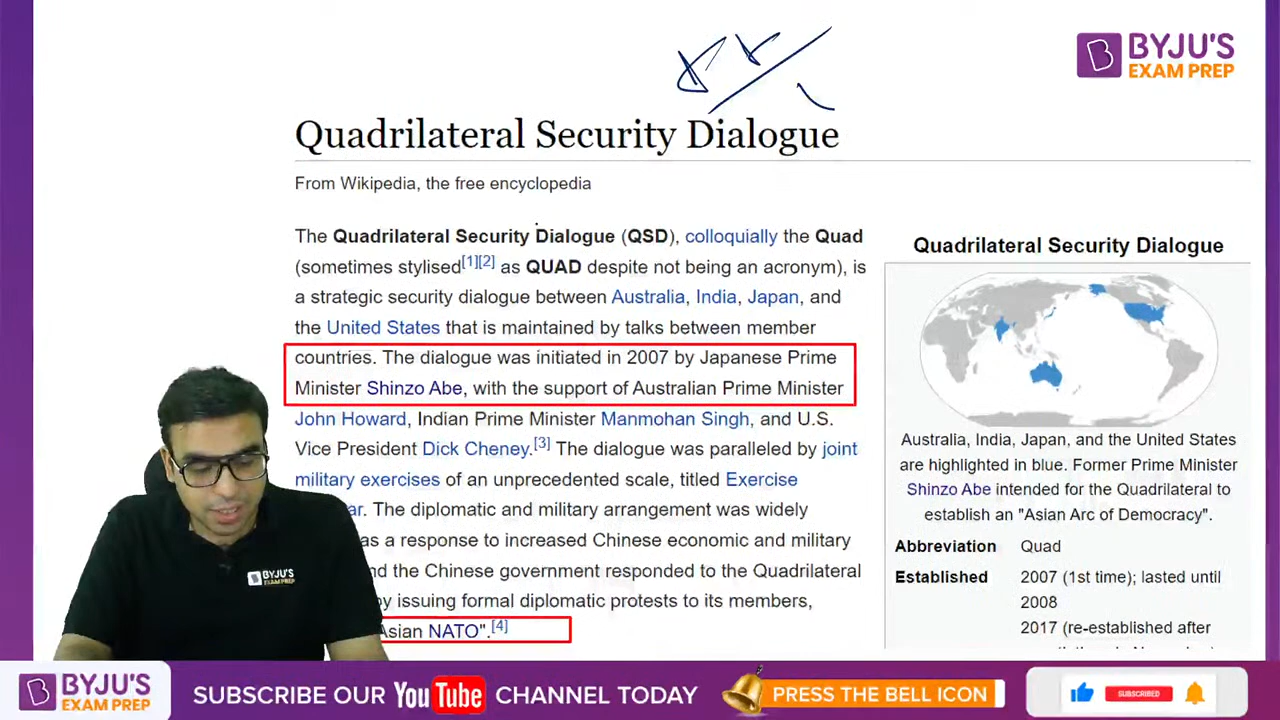 BYJU'S
EXAM PREP
Quadrilateral Security Dialogue
From Wikipedia, the free encyclopedia
The Quadrilateral Security Dialogue (QSD), colloquially the Quad
(sometimes stylised[1][2] as QUAD despite not being an acronym), is
a strategic security dialogue between Australia, India, Japan, and
the United States that is maintained by talks between member
countries. The dialogue was initiated in 2007 by Japanese Prime
Minister Shinzo Abe, with the support of Australian Prime Minister
John Howard, Indian Prime Minister Manmohan Singh, and U.S.
Vice President Dick Cheney.[3] The dialogue was paralleled by joint
military exercises of an unprecedented scale, titled Exercise
The diplomatic and military arrangement was widely
as a response to increased Chinese economic and military
the Chinese government responded to the Quadrilateral
by issuing formal diplomatic protests to its members,
Asian NATO".[4]
Quadrilateral Security Dialogue
Australia, India, Japan, and the United States
are highlighted in blue. Former Prime Minister
Shinzo Abe intended for the Quadrilateral to
establish an "Asian Arc of Democracy".
Abbreviation Quad
Established 2007 (1st time); lasted until
2008
2017 (re-established after
BYJU'S
EXAM PREP
BYJU'S
EXAM PREP
SUBSCRIBE OUR YouTube CHANNEL TODAY
PRESS THE BELL ICON
SUBSCRIBED